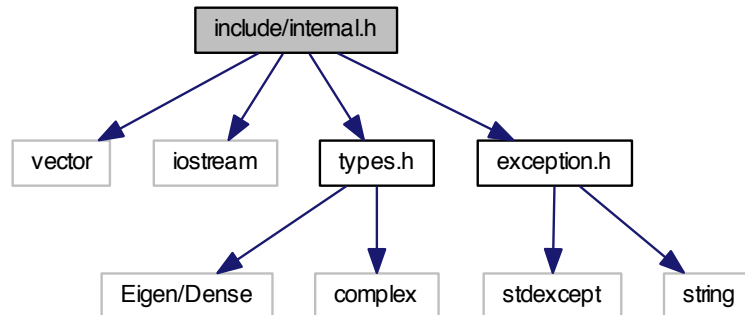 include/internal.h
vector
iostream
types.h
exception.h
Eigen/Dense
complex
stdexcept
string